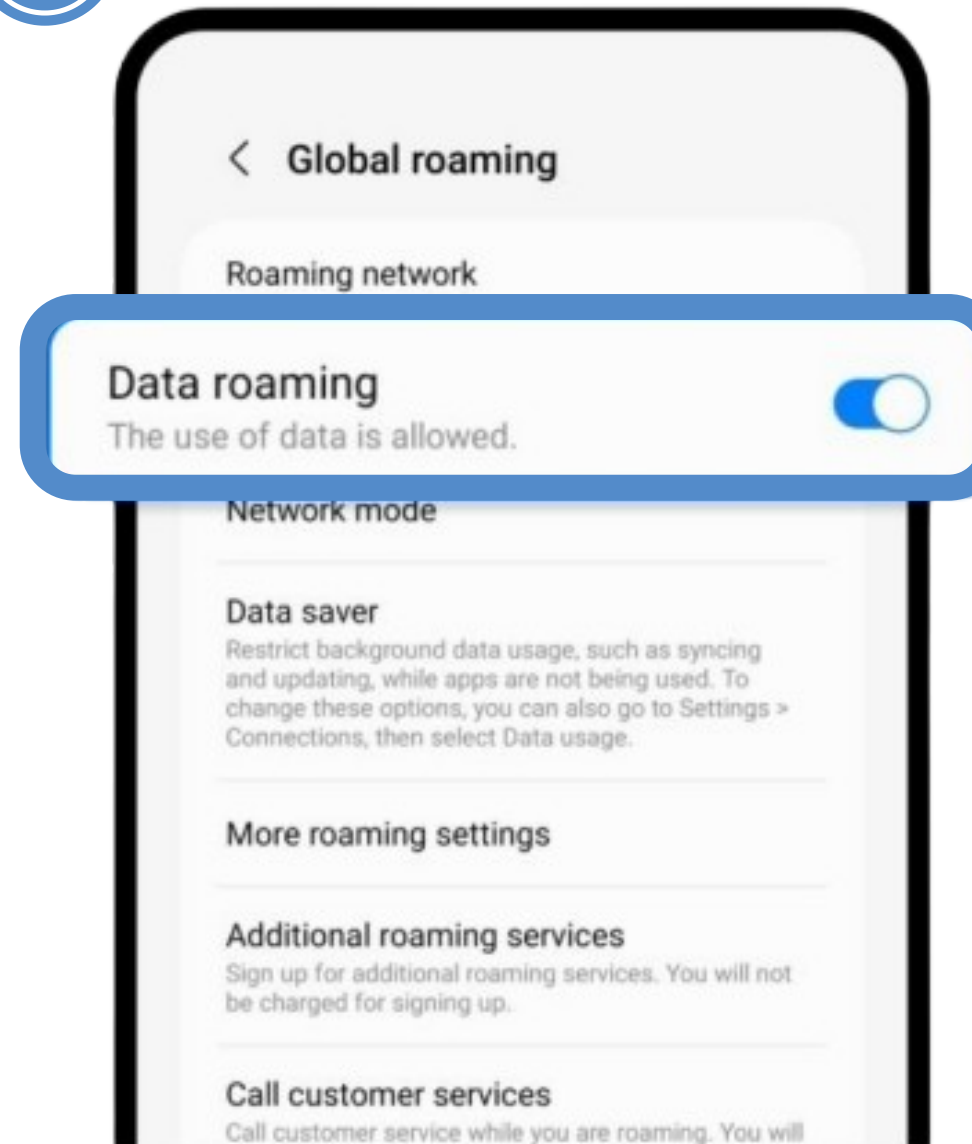 Global roaming
Roaming network
Data roaming
The use of data is allowed.
Network mode
Data saver
Restrict background data usage, such as syncing
and updating, while apps are not being used. To
change these options, you can also go to Settings >
Connections, then select Data usage.
More roaming settings
Additional roaming services
Sign up for additional roaming services. You will not
be charged for signing up.
Call customer services
Call customer service while you are roaming. You will